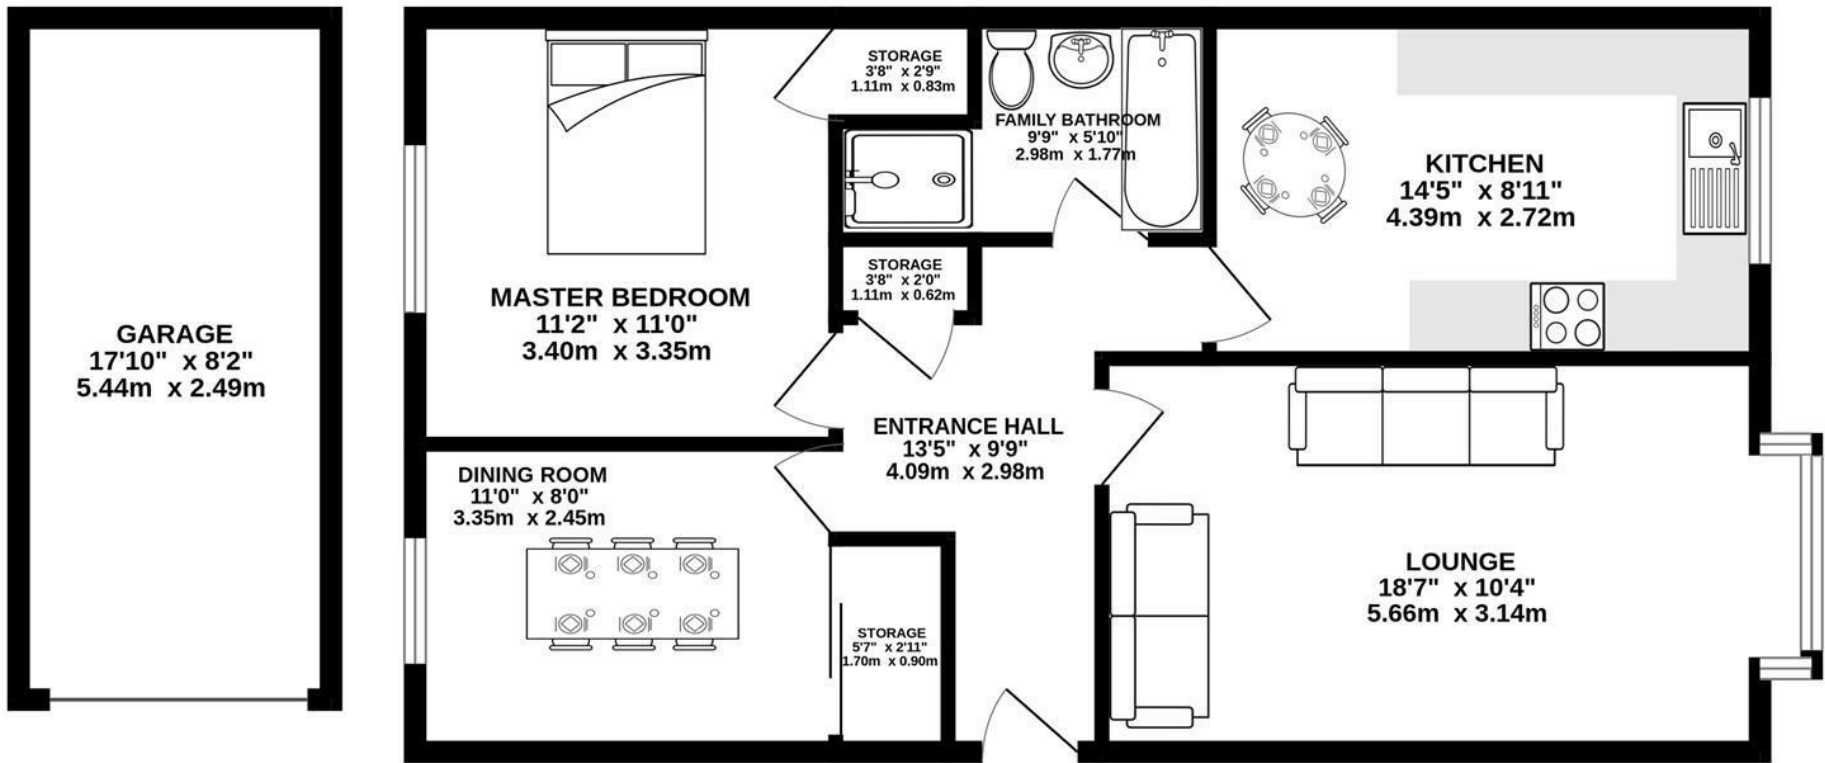 GARAGE
17'10" x 8'2"
5.44m x 2.49m
MASTER BEDROOM
11'2" x 11'0"
3.40m x 3.35m
STORAGE
3'8" x 2'9"
1.11m x 0.83m
FAMILY BATHROOM
9'9" x 5'10"
2.98m x 1.77m
KITCHEN
14'5" x 8'11"
4.39m x 2.72m
STORAGE
3'8" x 2'0"
1.11m x 0.62m
ENTRANCE HALL
13'5" x 9'9"
4.09m x 2.98m
DINING ROOM
11'0" x 8'0"
3.35m x 2.45m
STORAGE
5'7" x 2'11"
1.70m x 0.90m
LOUNGE
18'7" x 10'4"
5.66m x 3.14m